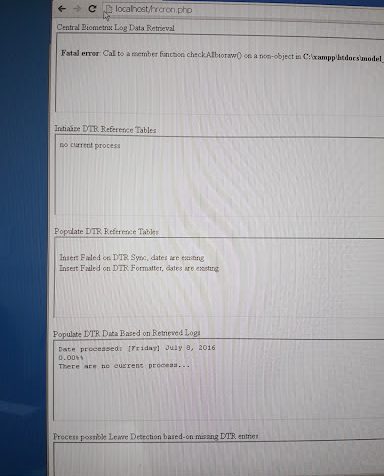 localhost/hrcron.php
Central Biometrix Log Data Retrieval
Fatal error: Call to a member function checkAllbioraw() on a non-object in C:\xampp\htdocs\model_
Initialize DTR Reference Tables
no current process
Populate DTR Reference Tables
Insert Failed on DTR Sync, dates are existing
Insert Failed on DTR Formatter, dates are existing
Populate DTR Data Based on Retrieved Logs
Date processed: [Friday] July 8, 2016
0.00%%
There are no current process...
Process possible Leave Detection based-on missing DTR entries